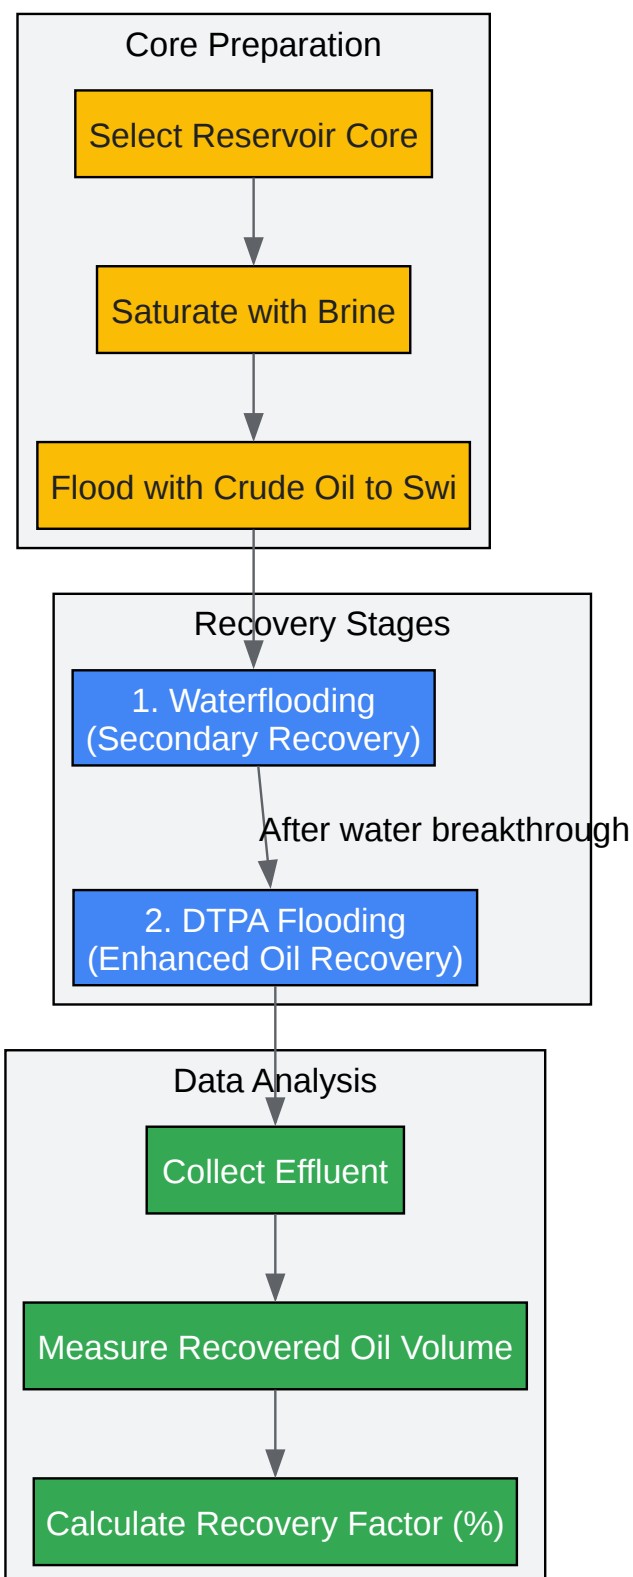 Core Preparation
Select Reservoir Core
Saturate with Brine
Flood with Crude Oil to Swi
Recovery Stages
1. Waterflooding
(Secondary Recovery)
After water breakthrough
2. DTPA Flooding
(Enhanced Oil Recovery)
Data Analysis
Collect Effluent
Measure Recovered Oil Volume
Calculate Recovery Factor (%)